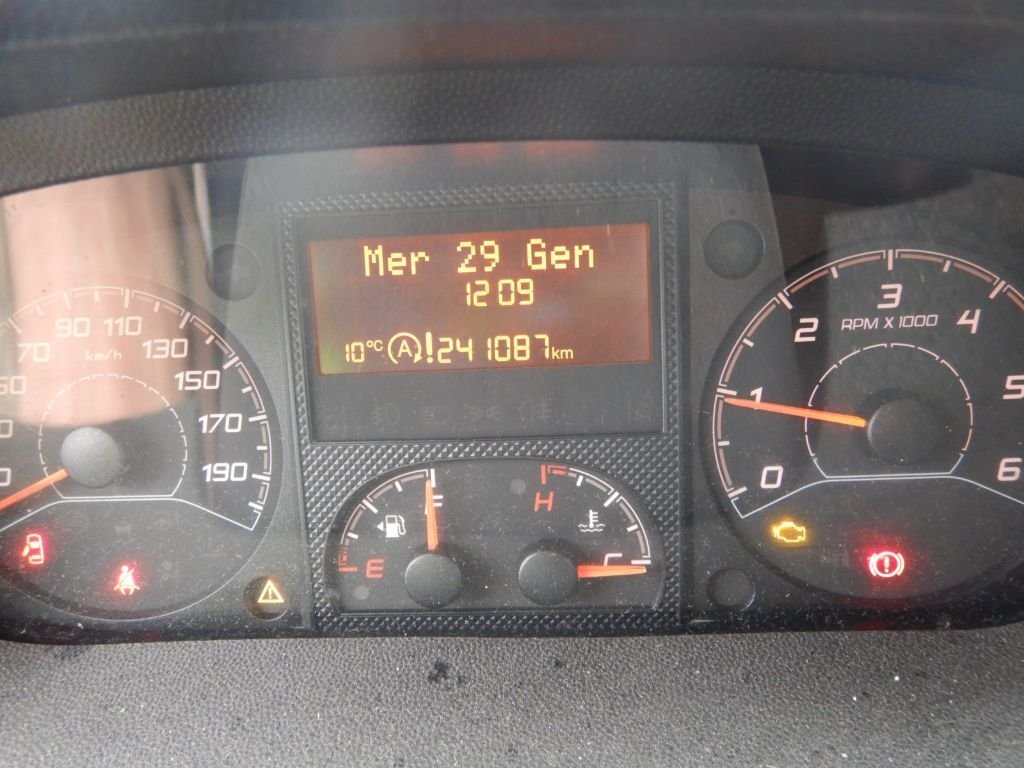 Mer 29 Gen
12 09
10°C A ! 241087 km
70 90 110 130 150 170 190
km/h
0 1 2 3 4 5 6
RPM X 1000
E F
H C